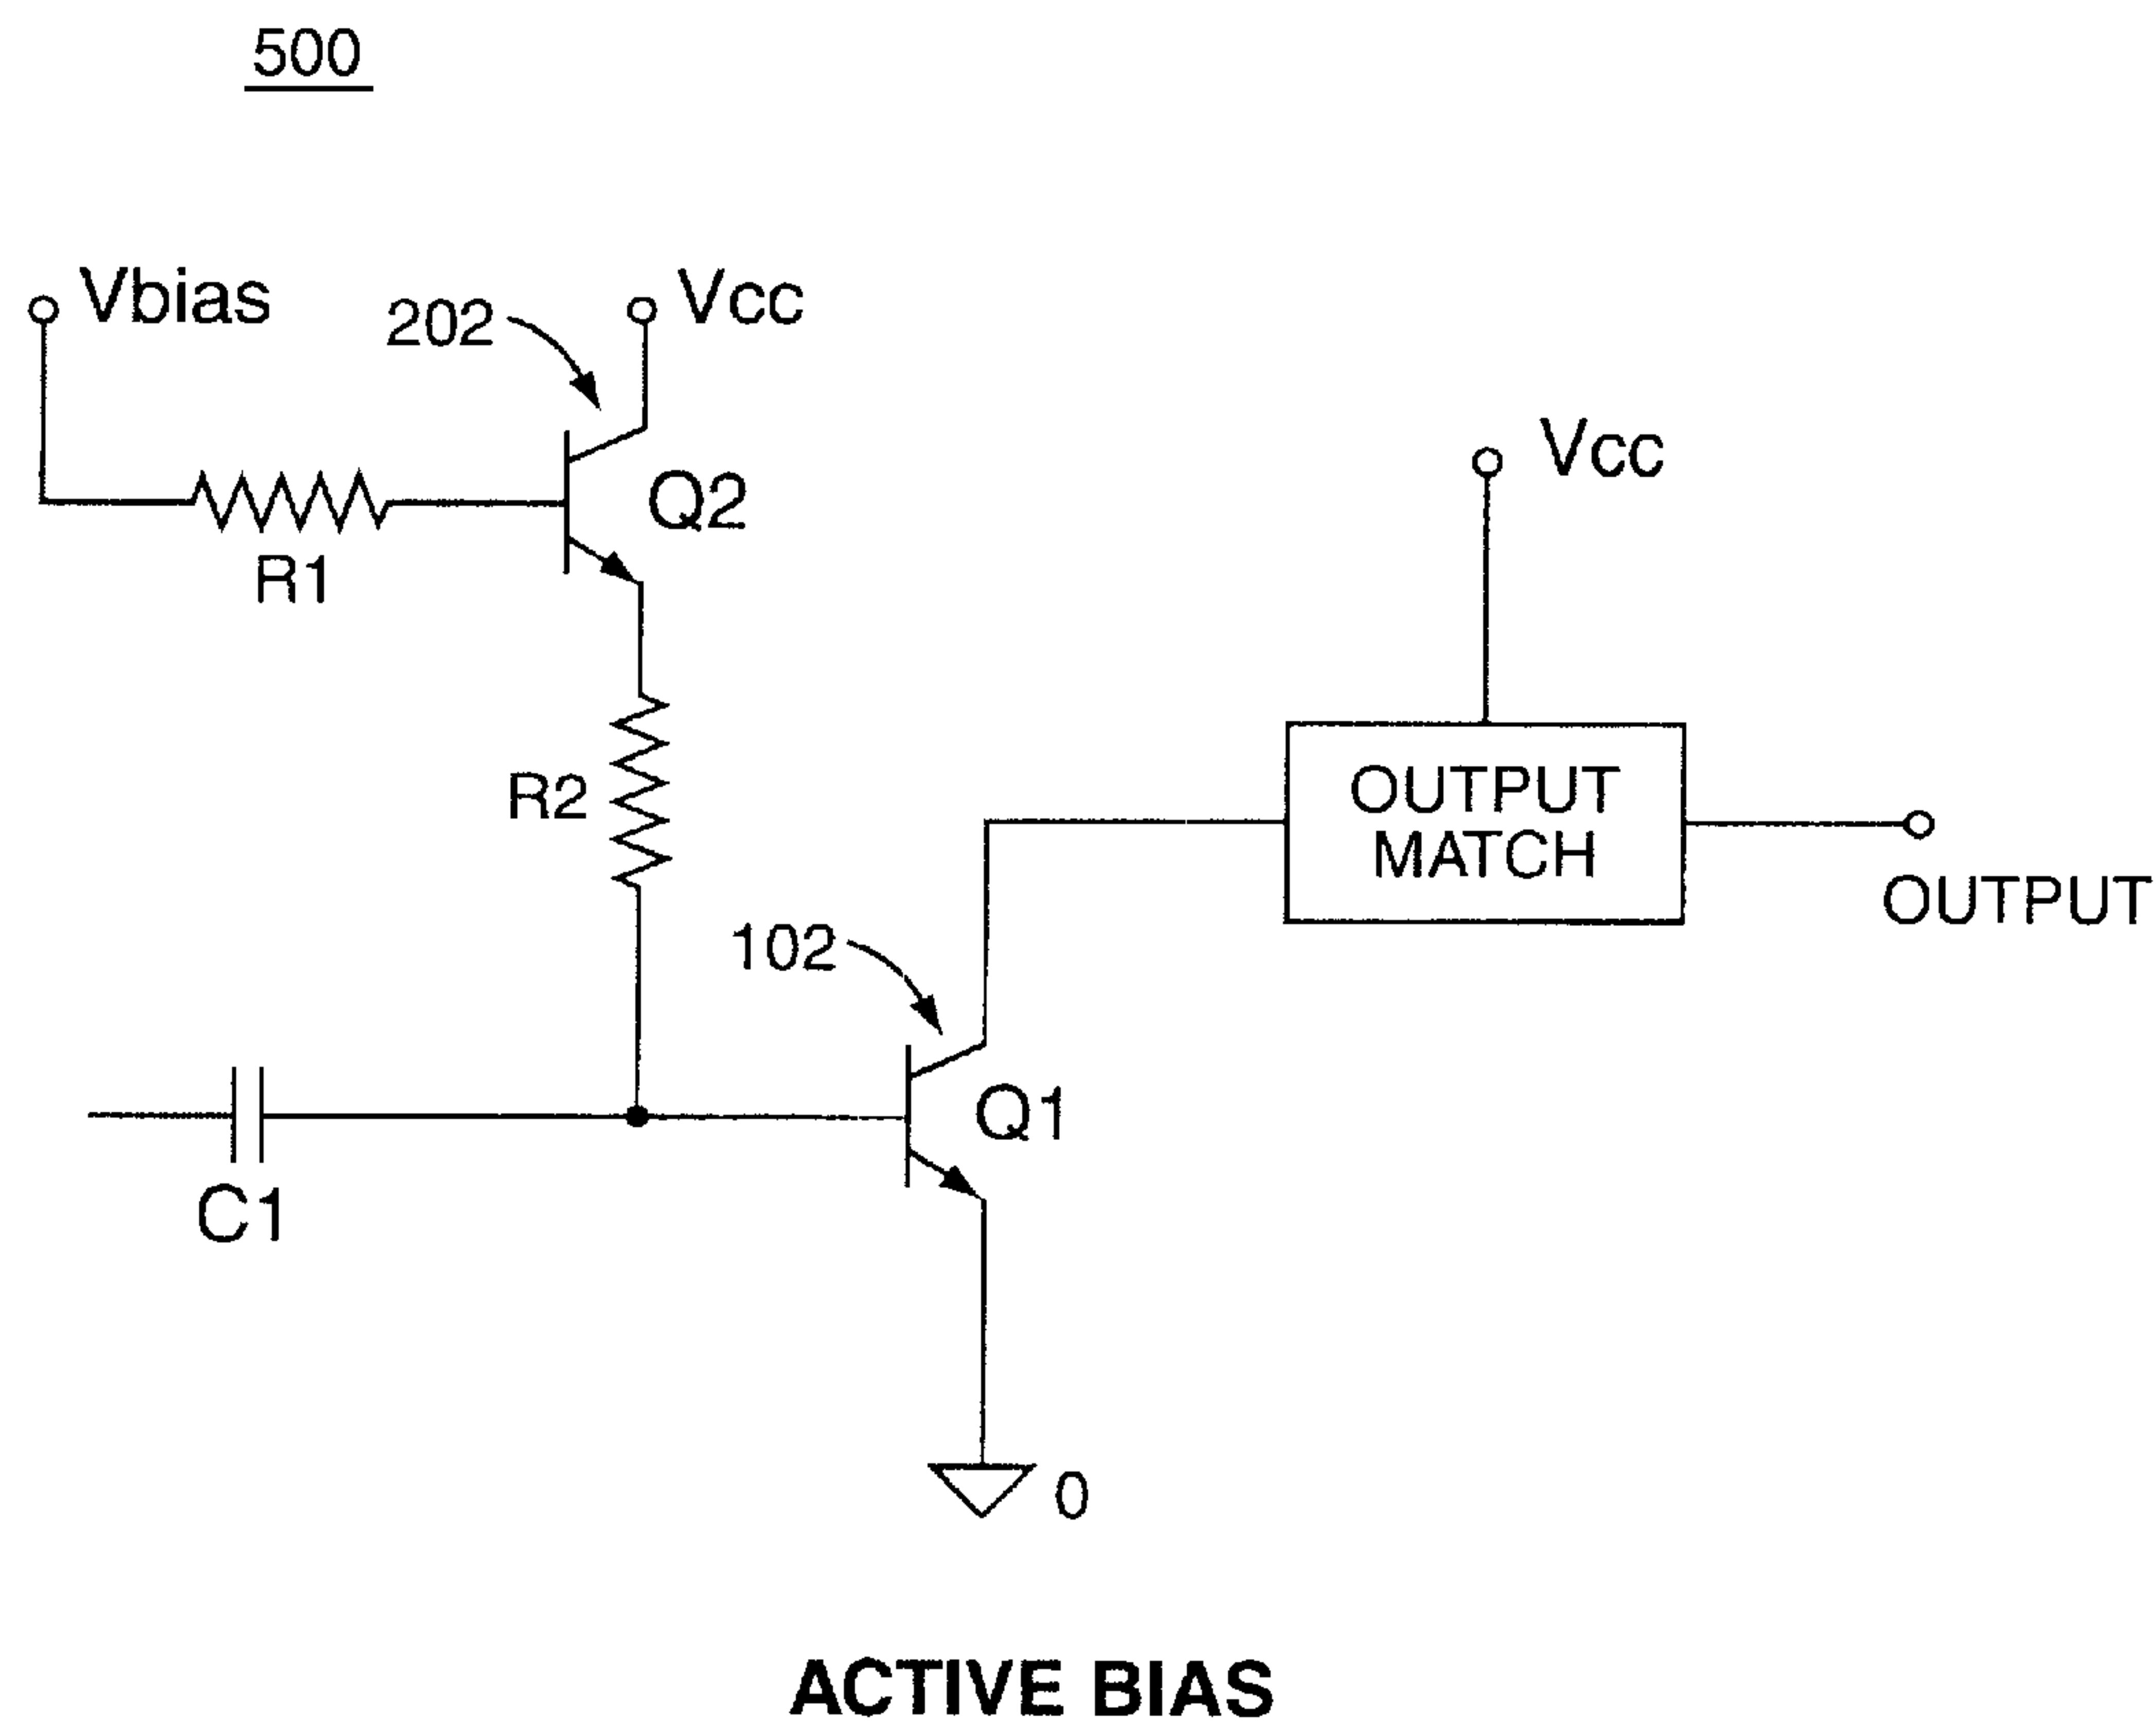 500
Vbias
202
Vcc
Q2
R1
Vcc
R2
OUTPUT
MATCH
OUTPUT
102
Q1
C1
0
ACTIVE BIAS